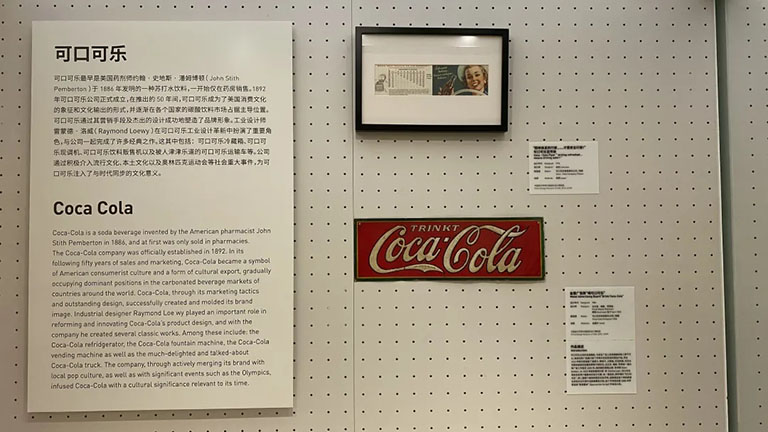 可口可乐
可口可乐最早是美国药剂师约翰·史地斯·潘姆博顿( John Stith
Pemberton ) 于 1886 年发明的一种苏打水饮料,一开始仅在药房销售。1892
年可口可乐公司正式成立,在推出的 50 年间,可口可乐成为了美国消费文化
的象征和文化输出的形式,并逐渐在各个国家的碳酸饮料市场占据主导位置。
可口可乐通过其营销手段及杰出的设计成功地塑造了品牌形象。工业设计师
雷蒙德·洛威( Raymond Loewy ) 在可口可乐工业设计革新中扮演了重要角
色,与公司一起完成了许多经典之作。这其中包括:可口可乐冷藏箱、可口可
乐现调机、可口可乐饮料贩售机以及被人津津乐道的可口可乐运输车等。公司
通过积极介入流行文化、本土文化以及奥林匹克运动会等社会重大事件,为可
口可乐注入了与时代同步的文化意义。
Coca Cola
Coca-Cola is a soda beverage invented by the American pharmacist John
Stith Pemberton in 1886, and at first was only sold in pharmacies.
The Coca-Cola company was officially established in 1892. In its
following fifty years of sales and marketing, Coca-Cola became a symbol
of American consumerist culture and a form of cultural export, gradually
occupying dominant positions in the carbonated beverage markets of
countries around the world. Coca-Cola, through its marketing tactics
and outstanding design, successfully created and molded its brand
image. Industrial designer Raymond Loe wy played an important role in
reforming and innovating Coca-Cola's product design, and with the
company he created several classic works. Among these include: the
Coca-Cola refridgerator, the Coca-Cola fountain machine, the Coca-Cola
vending machine as well as the much-delighted and talked-about
Coca-Cola truck. The company, through actively merging its brand with
local pop culture, as well as with significant events such as the Olympics,
infused Coca-Cola with a cultural significance relevant to its time.
TRINKT
Coca-Cola